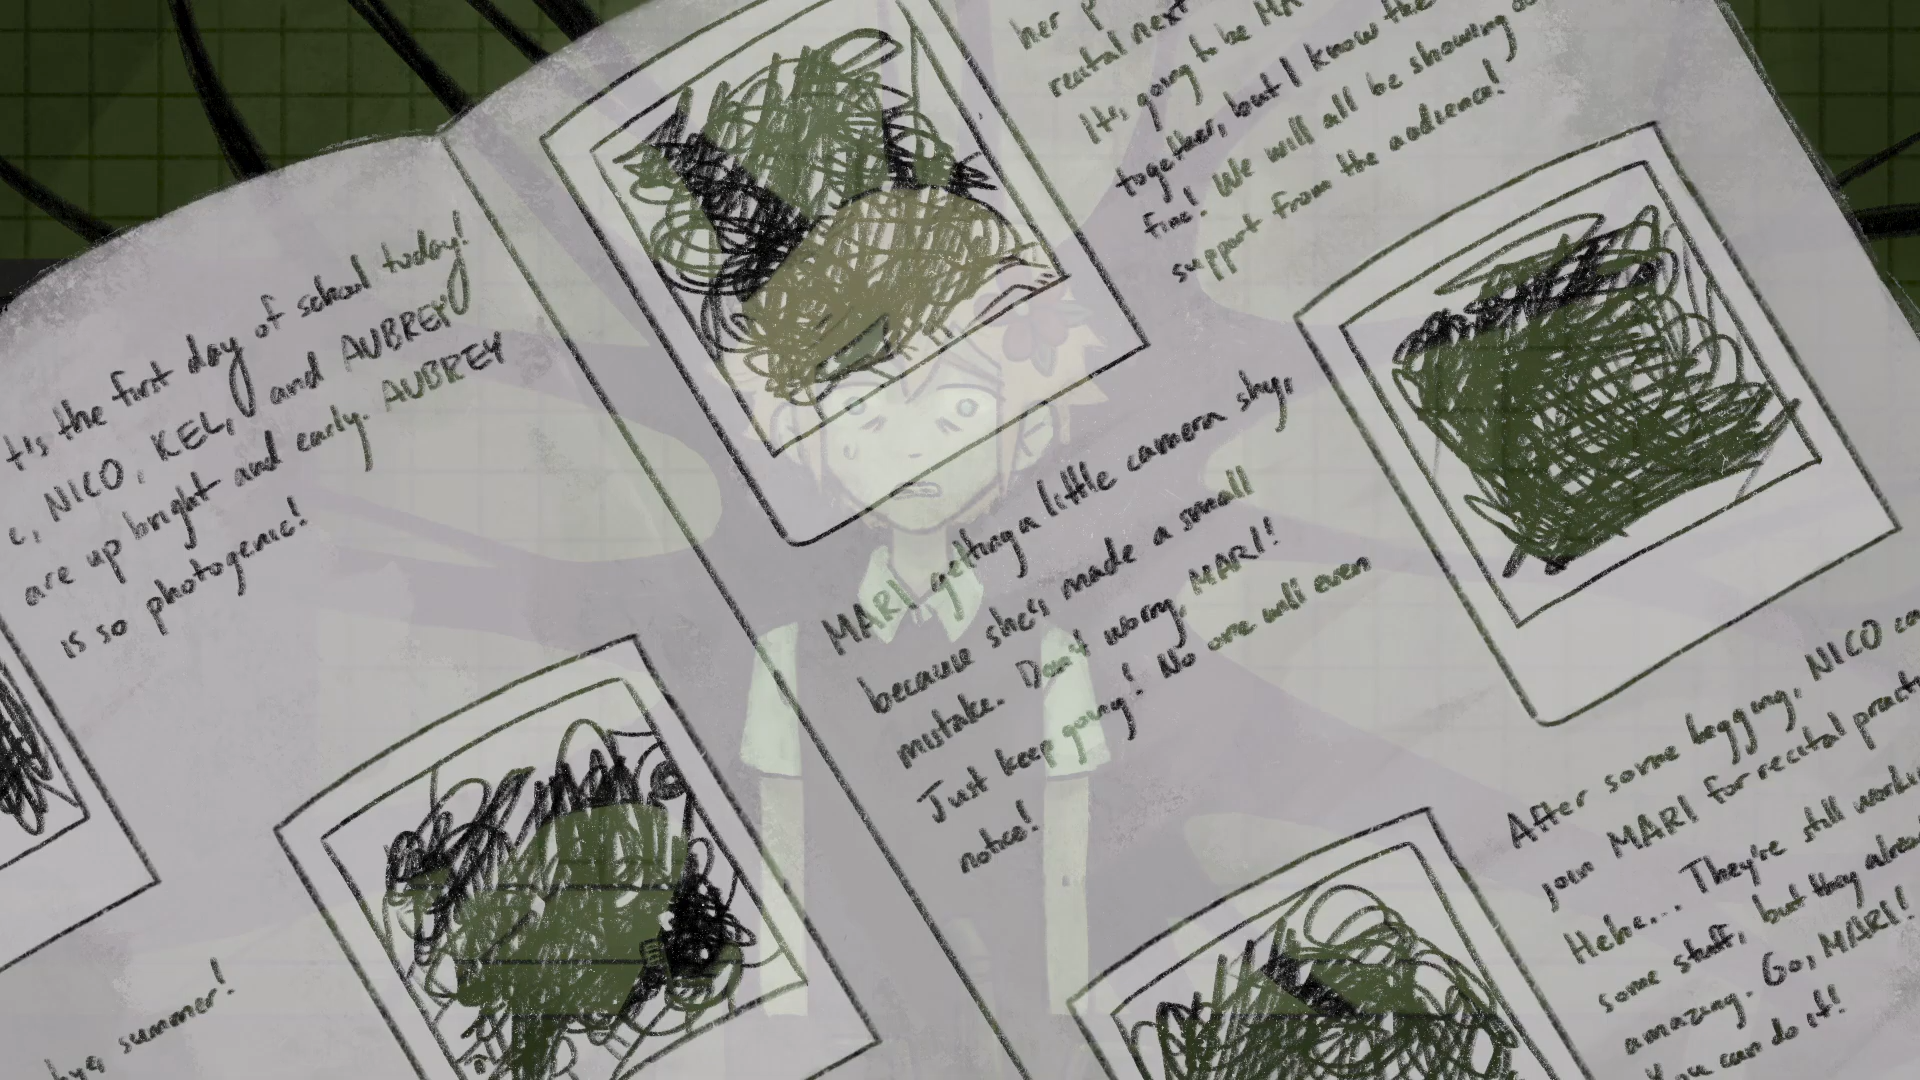 It's the first day of school today!
NICO, KEL, and AUBREY
are up bright and early. AUBREY
is so photogenic!
bye, summer!
her
recital next
It's going to be
together, but I know the
fine! We will all be showing
support from the audience!
MARI getting a little camera shy,
because she's made a small
mistake. Don't worry, MARI!
Just keep going! No one will even
notice!
After some begging, NICO
join MARI for recital
Hehe... They're still
some stuff, but they
amazing. Go, MARI!
You can do it!